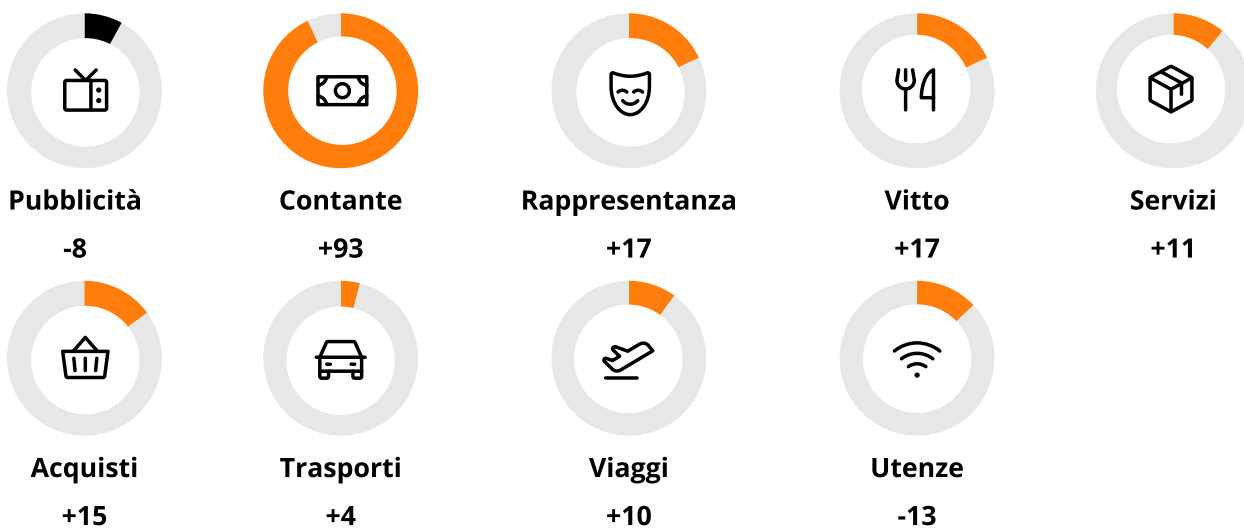 Pubblicità
-8
Contante
+93
Rappresentanza
+17
Vitto
+17
Servizi
+11
Acquisti
+15
Trasporti
+4
Viaggi
+10
Utenze
-13